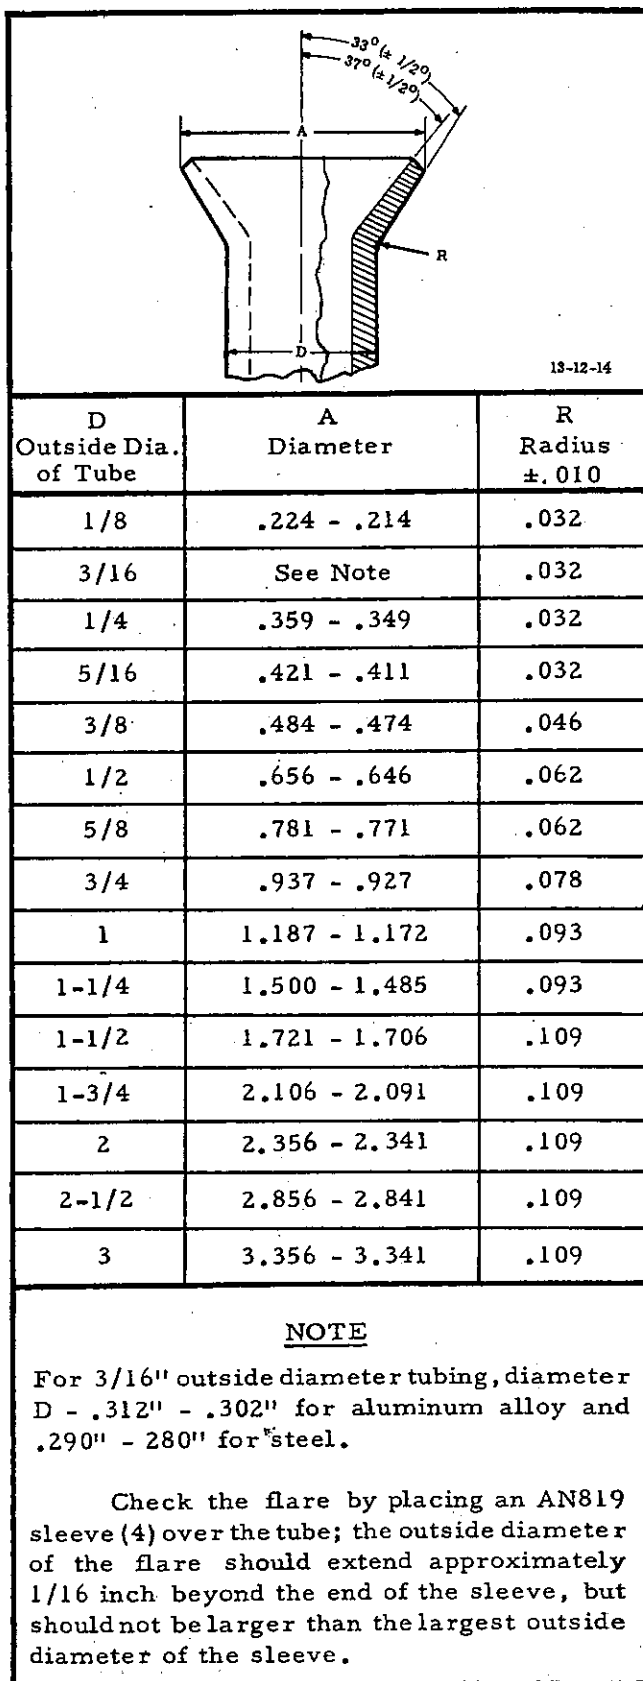 33° (± 1/2°)
37° (± 1/2°)
A
R
D
13-12-14
D
Outside Dia.
of Tube
A
Diameter
R
Radius
±.010
1/8 .224 - .214 .032
3/16 See Note .032
1/4 .359 - .349 .032
5/16 .421 - .411 .032
3/8 .484 - .474 .046
1/2 .656 - .646 .062
5/8 .781 - .771 .062
3/4 .937 - .927 .078
1 1.187 - 1.172 .093
1-1/4 1.500 - 1.485 .093
1-1/2 1.721 - 1.706 .109
1-3/4 2.106 - 2.091 .109
2 2.356 - 2.341 .109
2-1/2 2.856 - 2.841 .109
3 3.356 - 3.341 .109
NOTE
For 3/16" outside diameter tubing, diameter
D - .312" - .302" for aluminum alloy and
.290" - 280" for steel.
Check the flare by placing an AN819
sleeve (4) over the tube; the outside diameter
of the flare should extend approximately
1/16 inch beyond the end of the sleeve, but
should not be larger than the largest outside
diameter of the sleeve.